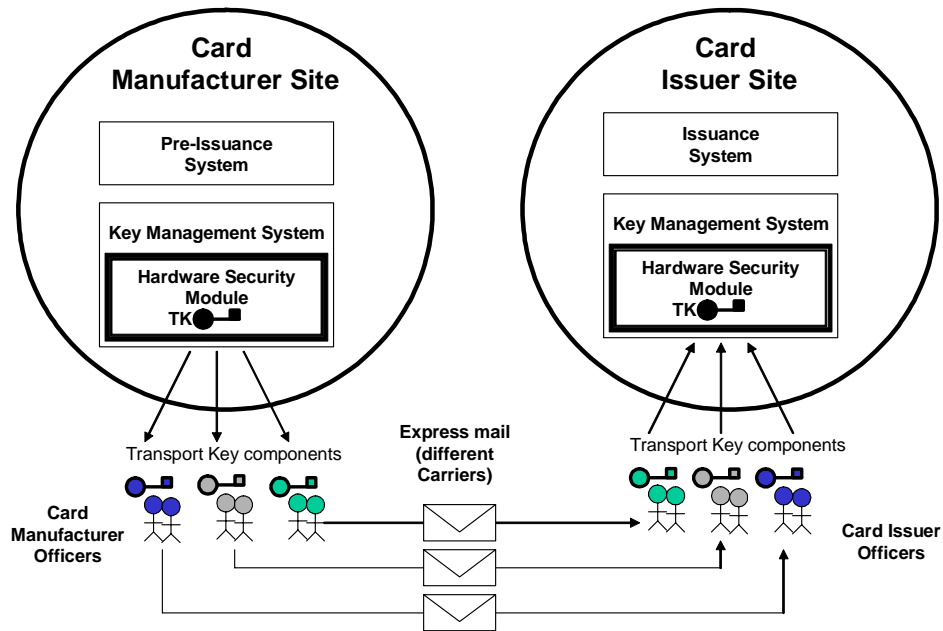 Card
Manufacturer Site
Pre-Issuance
System
Key Management System
Hardware Security
Module
TK
Card
Issuer Site
Issuance
System
Key Management System
Hardware Security
Module
TK
Transport Key components
Express mail
(different
Carriers)
Transport Key components
Card
Manufacturer
Officers
Card Issuer
Officers